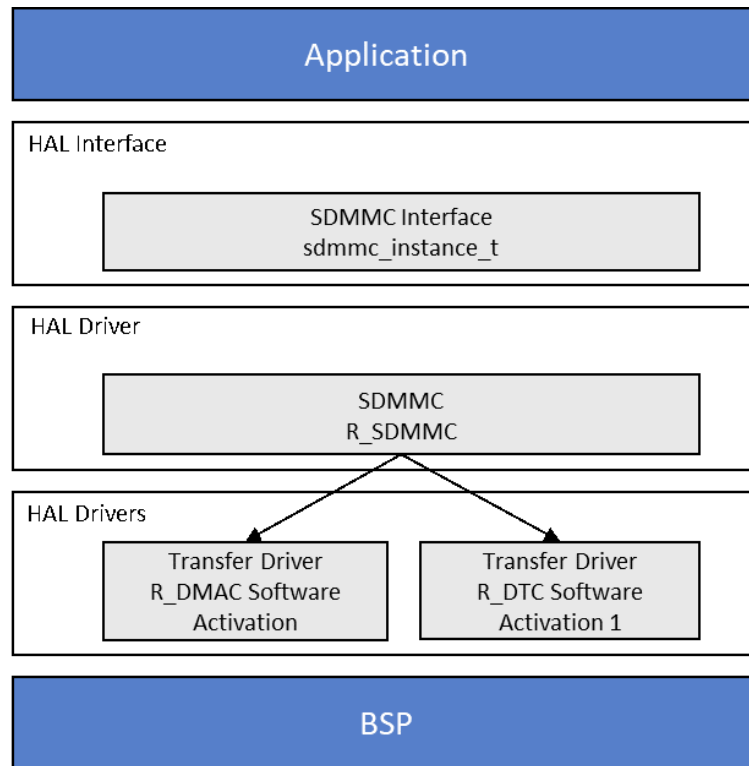 Application
HAL Interface
SDMMC Interface
sdmmc_instance_t
HAL Driver
SDMMC
R_SDMMC
HAL Drivers
Transfer Driver
R_DMAC Software
Activation
Transfer Driver
R_DTC Software
Activation 1
BSP